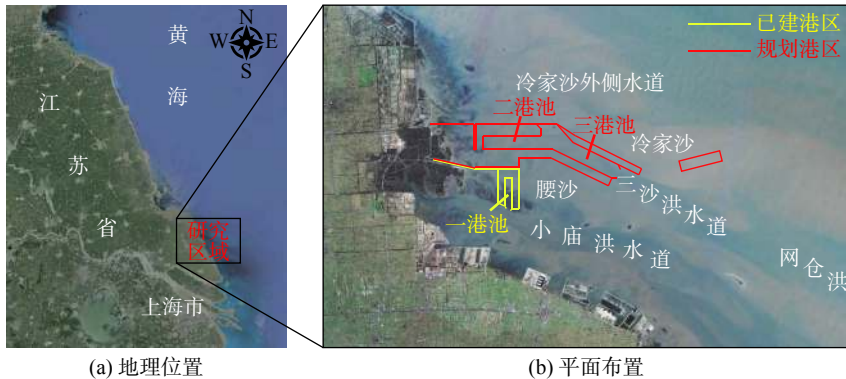 黄海
N
W E
S
江苏省
研究
区域
上海市
(a) 地理位置
已建港区
规划港区
冷家沙外侧水道
二港池
三港池
冷家沙
腰沙
三沙洪水道
一港池
小庙洪水道
网仓洪
(b) 平面布置